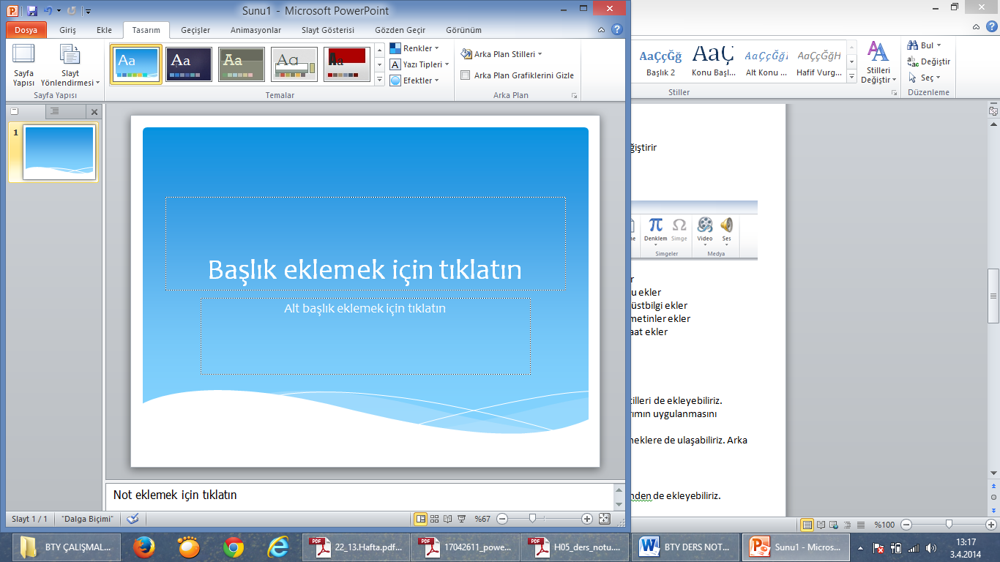 Sunu1 - Microsoft PowerPoint
Dosya Giriş Ekle Tasarım Geçişler Animasyonlar Slayt Gösterisi Gözden Geçir Görünüm
Aa Aa Aa Aa Aa
Sayfa Yapısı
Slayt Yönlendirmesi
Renkler
Yazı Tipleri
Efektler
Arka Plan Stilleri
Arka Plan Grafiklerini Gizle
Sayfa Yapısı Temalar Arka Plan
AaÇçĞğ AaÇ AaÇçĞğI AaÇçĞğH
Başlık 2 Konu Başl... Alt Konu ... Hafif Vurg...
Stilleri Değiştir
Bul
Değiştir
Seç
Stiller Düzenleme
1
Başlık eklemek için tıklatın
Alt başlık eklemek için tıklatın
Not eklemek için tıklatın
ğiştirir
Denklem Simge Video Ses
Simgeler Medya
u ekler
üstbilgi ekler
metinler ekler
aat ekler
tilleri de ekleyebiliriz.
rımın uygulanmasını
neklere de ulaşabiliriz. Arka
nden de ekleyebiliriz.
Slayt 1 / 1 "Dalga Biçimi" %67
%100
BTY ÇALIŞMAL... 22_13.Hafta.pdf... 17042611_powe... H05_ders_notu.... BTY DERS NOT... Sunu1 - Micros...
13:17
3.4.2014